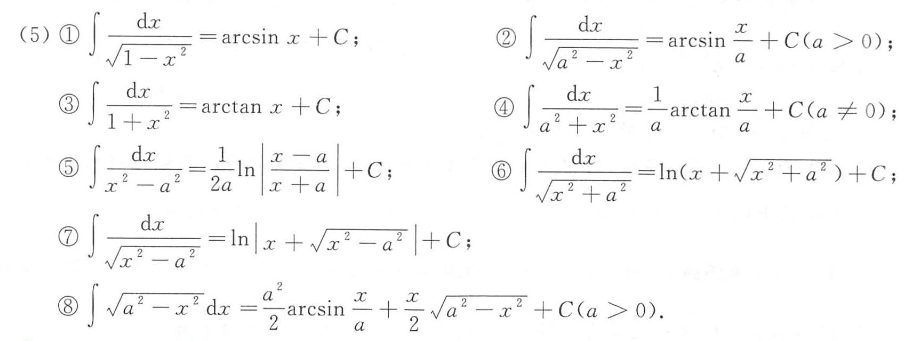 (5) ① ∫ dx/√(1−x²) = arcsin x + C; ② ∫ dx/√(a²−x²) = arcsin x/a + C(a > 0);
③ ∫ dx/(1+x²) = arctan x + C; ④ ∫ dx/(a²+x²) = 1/a arctan x/a + C(a ≠ 0);
⑤ ∫ dx/(x²−a²) = 1/2a ln|(x−a)/(x+a)| + C; ⑥ ∫ dx/√(x²+a²) = ln(x+√(x²+a²)) + C;
⑦ ∫ dx/√(x²−a²) = ln|x+√(x²−a²)| + C;
⑧ ∫ √(a²−x²) dx = a²/2 arcsin x/a + x/2 √(a²−x²) + C(a > 0).